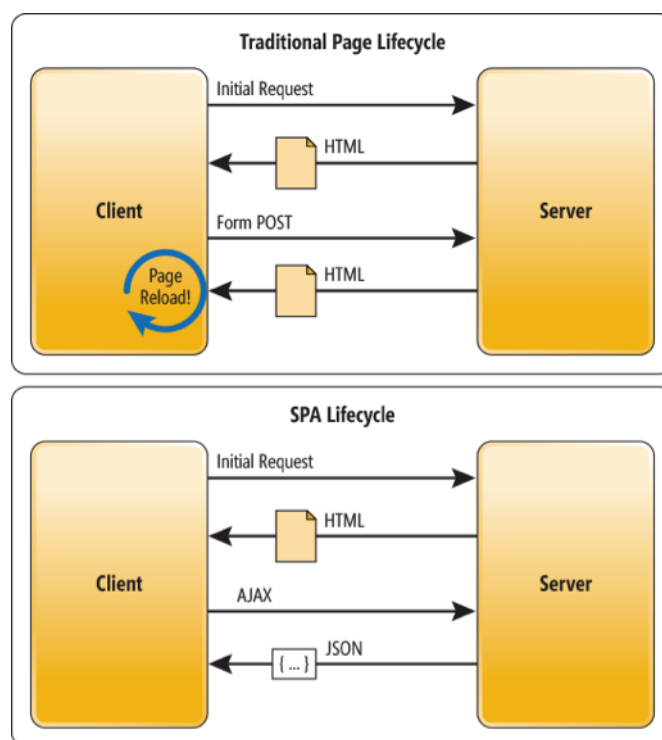 Traditional Page Lifecycle
Initial Request
HTML
Client
Server
Form POST
Page
Reload!
HTML
SPA Lifecycle
Initial Request
HTML
Client
Server
AJAX
JSON
{ ... }